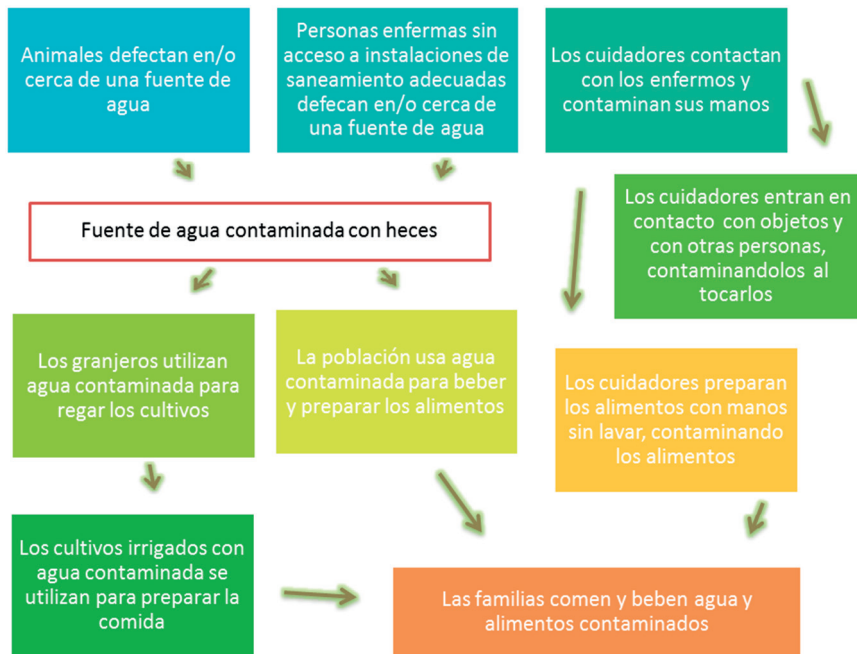 Animales defectan en/o
cerca de una fuente de
agua
Personas enfermas sin
acceso a instalaciones de
saneamiento adecuadas
defecan en/o cerca de
una fuente de agua
Los cuidadores contactan
con los enfermos y
contaminan sus manos
Los cuidadores entran en
contacto con objetos y
con otras personas,
contaminandolos al
tocarlos
Fuente de agua contaminada con heces
Los granjeros utilizan
agua contaminada para
regar los cultivos
La población usa agua
contaminada para beber
y preparar los alimentos
Los cuidadores preparan
los alimentos con manos
sin lavar, contaminando
los alimentos
Los cultivos irrigados con
agua contaminada se
utilizan para preparar la
comida
Las familias comen y beben agua y
alimentos contaminados